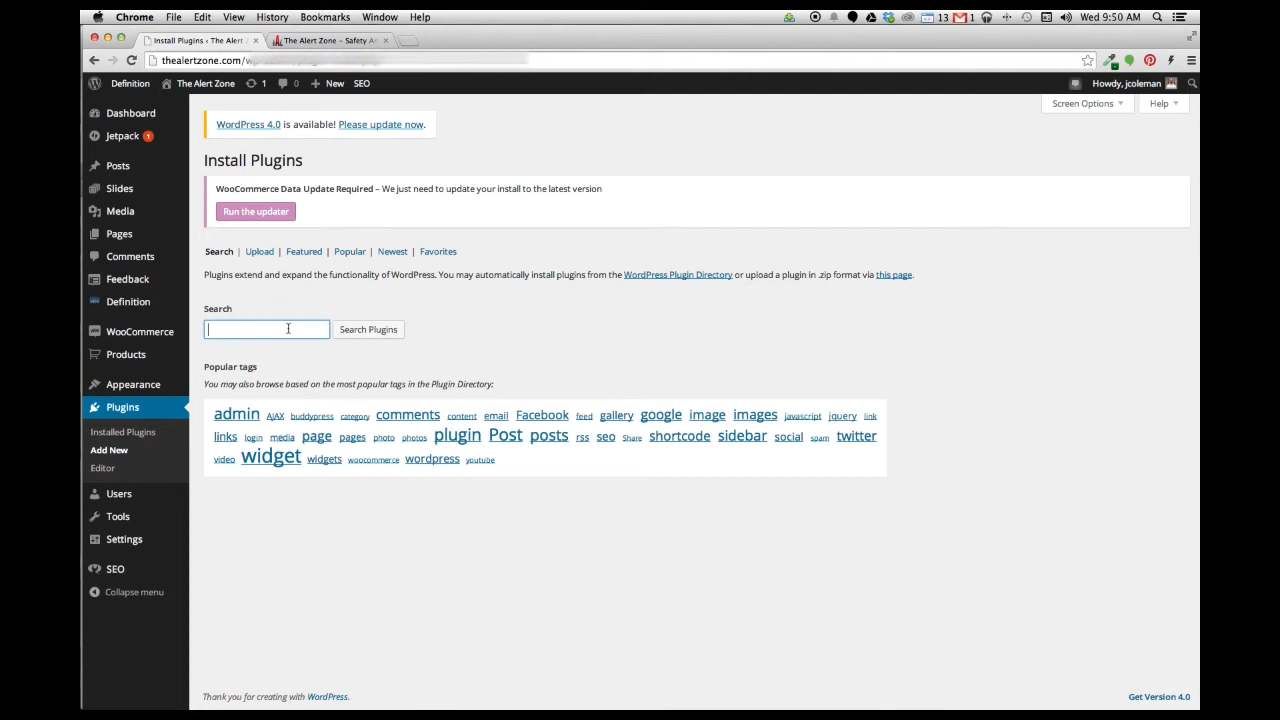 Chrome File Edit View History Bookmarks Window Help 13 1 Wed 9:50 AM
Install Plugins ‹ The Alert The Alert Zone – Safety A
thealertzone.com/w
Definition The Alert Zone 1 0 New SEO Howdy, jcoleman
Screen Options Help
Dashboard
Jetpack 1
Posts
Slides
Media
Pages
Comments
Feedback
Definition
WooCommerce
Products
Appearance
Plugins
Installed Plugins
Add New
Editor
Users
Tools
Settings
SEO
Collapse menu
WordPress 4.0 is available! Please update now.
Install Plugins
WooCommerce Data Update Required – We just need to update your install to the latest version
Run the updater
Search | Upload | Featured | Popular | Newest | Favorites
Plugins extend and expand the functionality of WordPress. You may automatically install plugins from the WordPress Plugin Directory or upload a plugin in .zip format via this page.
Search
Search Plugins
Popular tags
You may also browse based on the most popular tags in the Plugin Directory:
admin AJAX buddypress category comments content email Facebook feed gallery google image images javascript jquery link
links login media page pages photo photos plugin Post posts rss seo Share shortcode sidebar social spam twitter
video widget widgets woocommerce wordpress youtube
Thank you for creating with WordPress.
Get Version 4.0